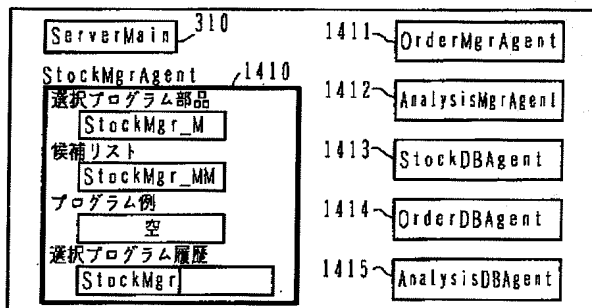 ServerMain 310
StockMgrAgent 1410
選択プログラム部品
StockMgr_M
候補リスト
StockMgr_MM
プログラム例
空
選択プログラム履歴
StockMgr
1411 OrderMgrAgent
1412 AnalysisMgrAgent
1413 StockDBAgent
1414 OrderDBAgent
1415 AnalysisDBAgent